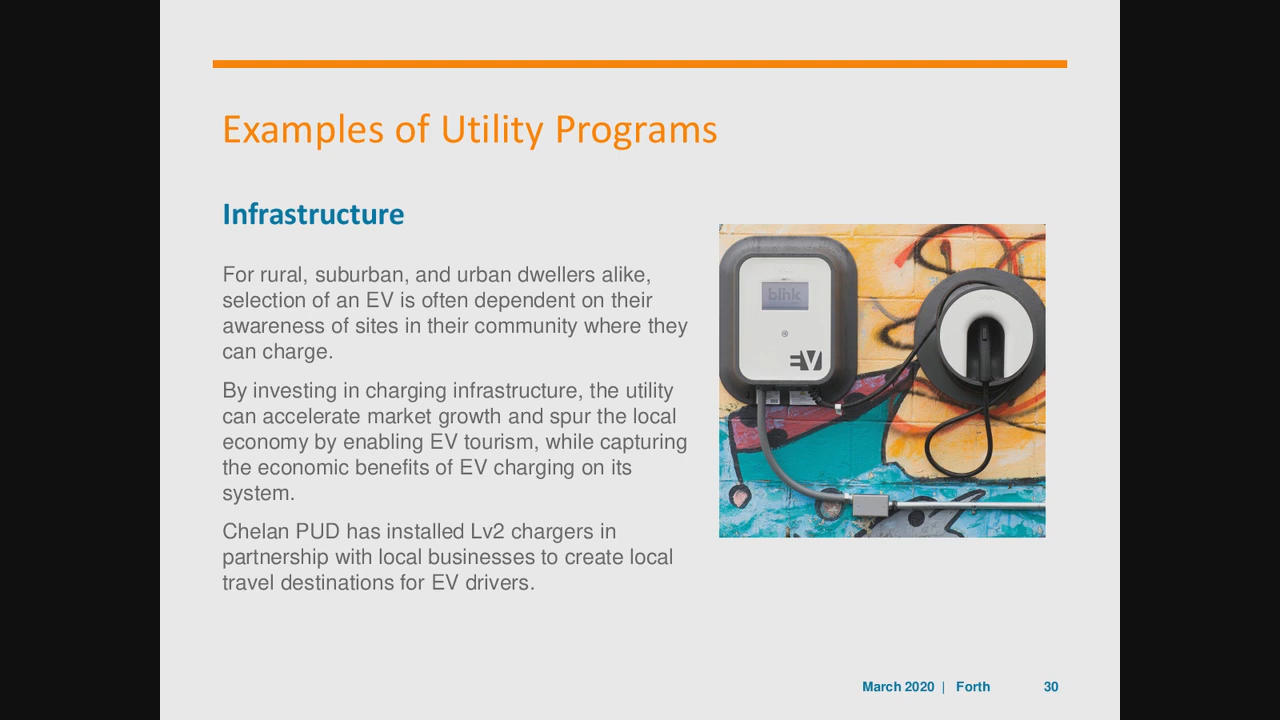 Examples of Utility Programs
Infrastructure
For rural, suburban, and urban dwellers alike,
selection of an EV is often dependent on their
awareness of sites in their community where they
can charge.
By investing in charging infrastructure, the utility
can accelerate market growth and spur the local
economy by enabling EV tourism, while capturing
the economic benefits of EV charging on its
system.
Chelan PUD has installed Lv2 chargers in
partnership with local businesses to create local
travel destinations for EV drivers.
blink
EV
March 2020 | Forth 30